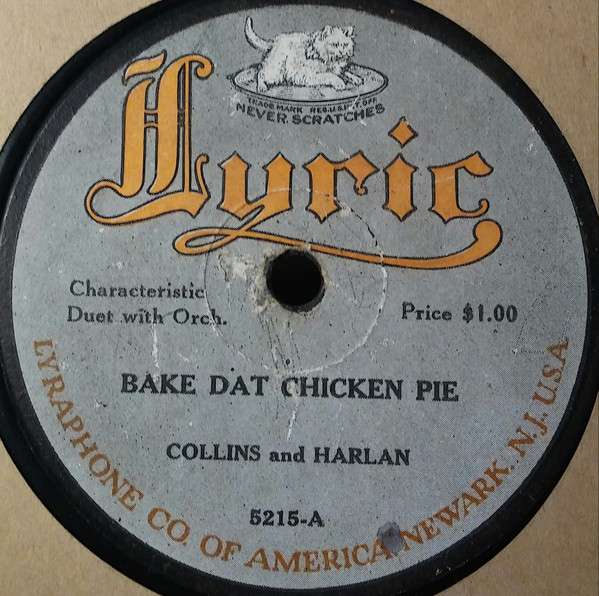 TRADE MARK REG. U.S. PAT. OFF.
NEVER SCRATCHES
Lyric
Characteristic
Duet with Orch.
Price $1.00
BAKE DAT CHICKEN PIE
COLLINS and HARLAN
5215-A
LYRAPHONE CO. OF AMERICA, NEWARK, N.J. U.S.A.